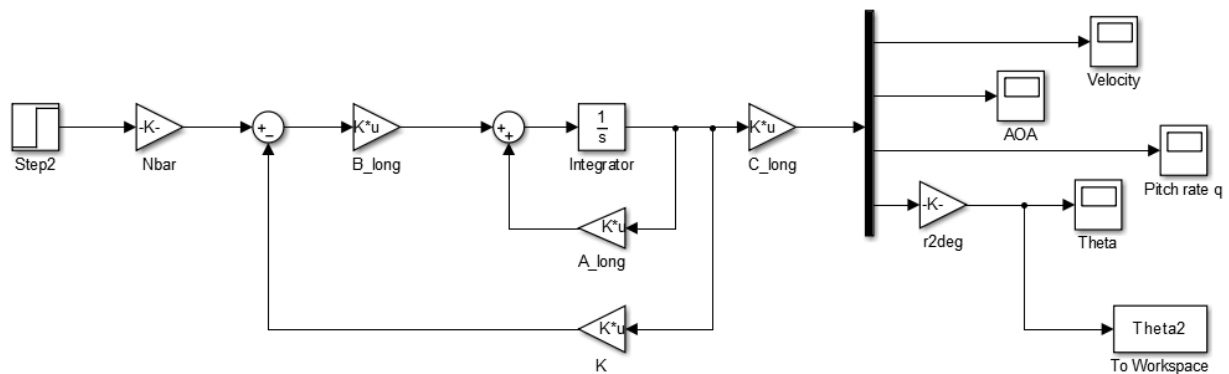 Velocity
AOA
Step2
-K-
Nbar
+
−
K*u
B_long
+
+
1
s
Integrator
K*u
C_long
Pitch rate q
K*u
A_long
-K-
r2deg
Theta
K*u
K
Theta2
To Workspace